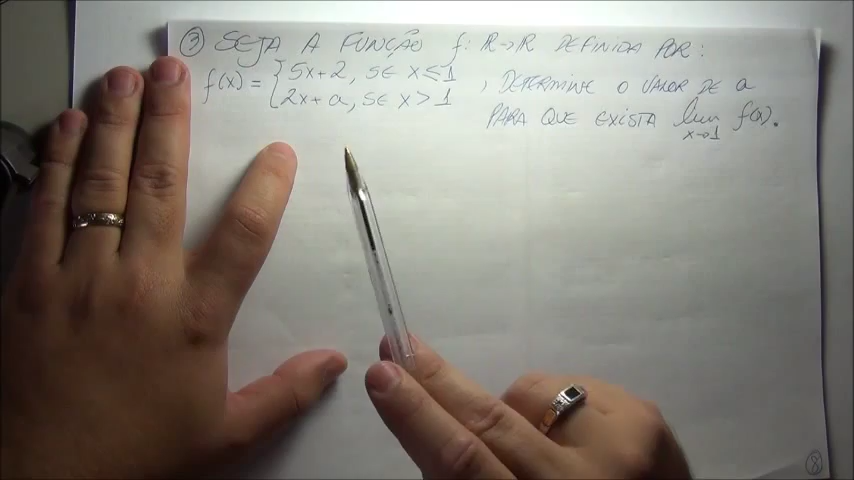 ③ SEJA A FUNÇÃO f: ℝ→ℝ DEFINIDA POR:
f(x) = { 5x+2, SE x ≤ 1
2x + a, SE x > 1 , DETERMINE O VALOR DE a
PARA QUE EXISTA lim f(x).
x→1
⑧